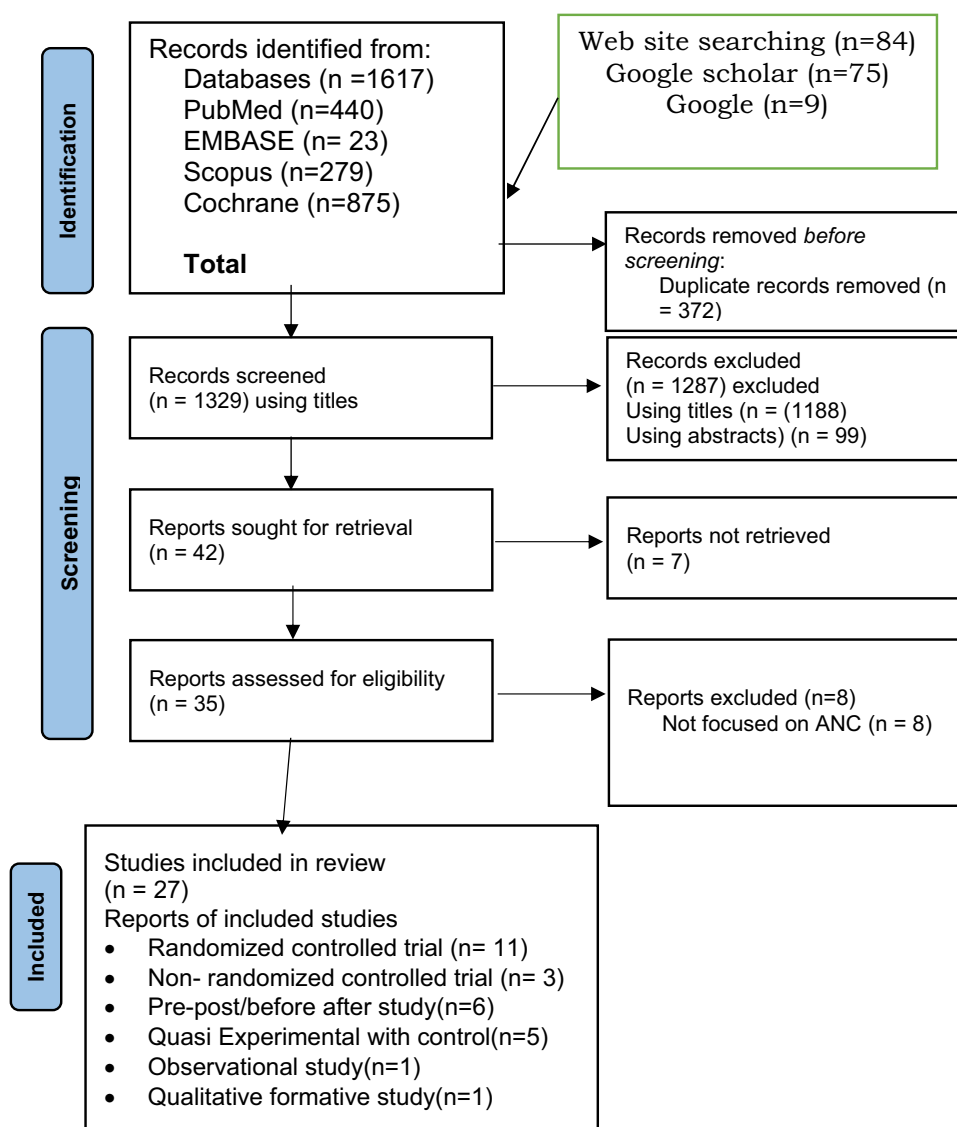 Identification
Records identified from:
Databases (n =1617)
PubMed (n=440)
EMBASE (n= 23)
Scopus (n=279)
Cochrane (n=875)
Total
Web site searching (n=84)
Google scholar (n=75)
Google (n=9)
Records removed before
screening:
Duplicate records removed (n
= 372)
Screening
Records screened
(n = 1329) using titles
Records excluded
(n = 1287) excluded
Using titles (n = (1188)
Using abstracts) (n = 99)
Reports sought for retrieval
(n = 42)
Reports not retrieved
(n = 7)
Reports assessed for eligibility
(n = 35)
Reports excluded (n=8)
Not focused on ANC (n = 8)
Included
Studies included in review
(n = 27)
Reports of included studies
• Randomized controlled trial (n= 11)
• Non- randomized controlled trial (n= 3)
• Pre-post/before after study(n=6)
• Quasi Experimental with control(n=5)
• Observational study(n=1)
• Qualitative formative study(n=1)